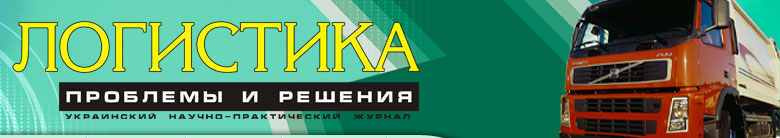 ЛОГИСТИКА
ПРОБЛЕМЫ И РЕШЕНИЯ
УКРАИНСКИЙ НАУЧНО-ПРАКТИЧЕСКИЙ ЖУРНАЛ